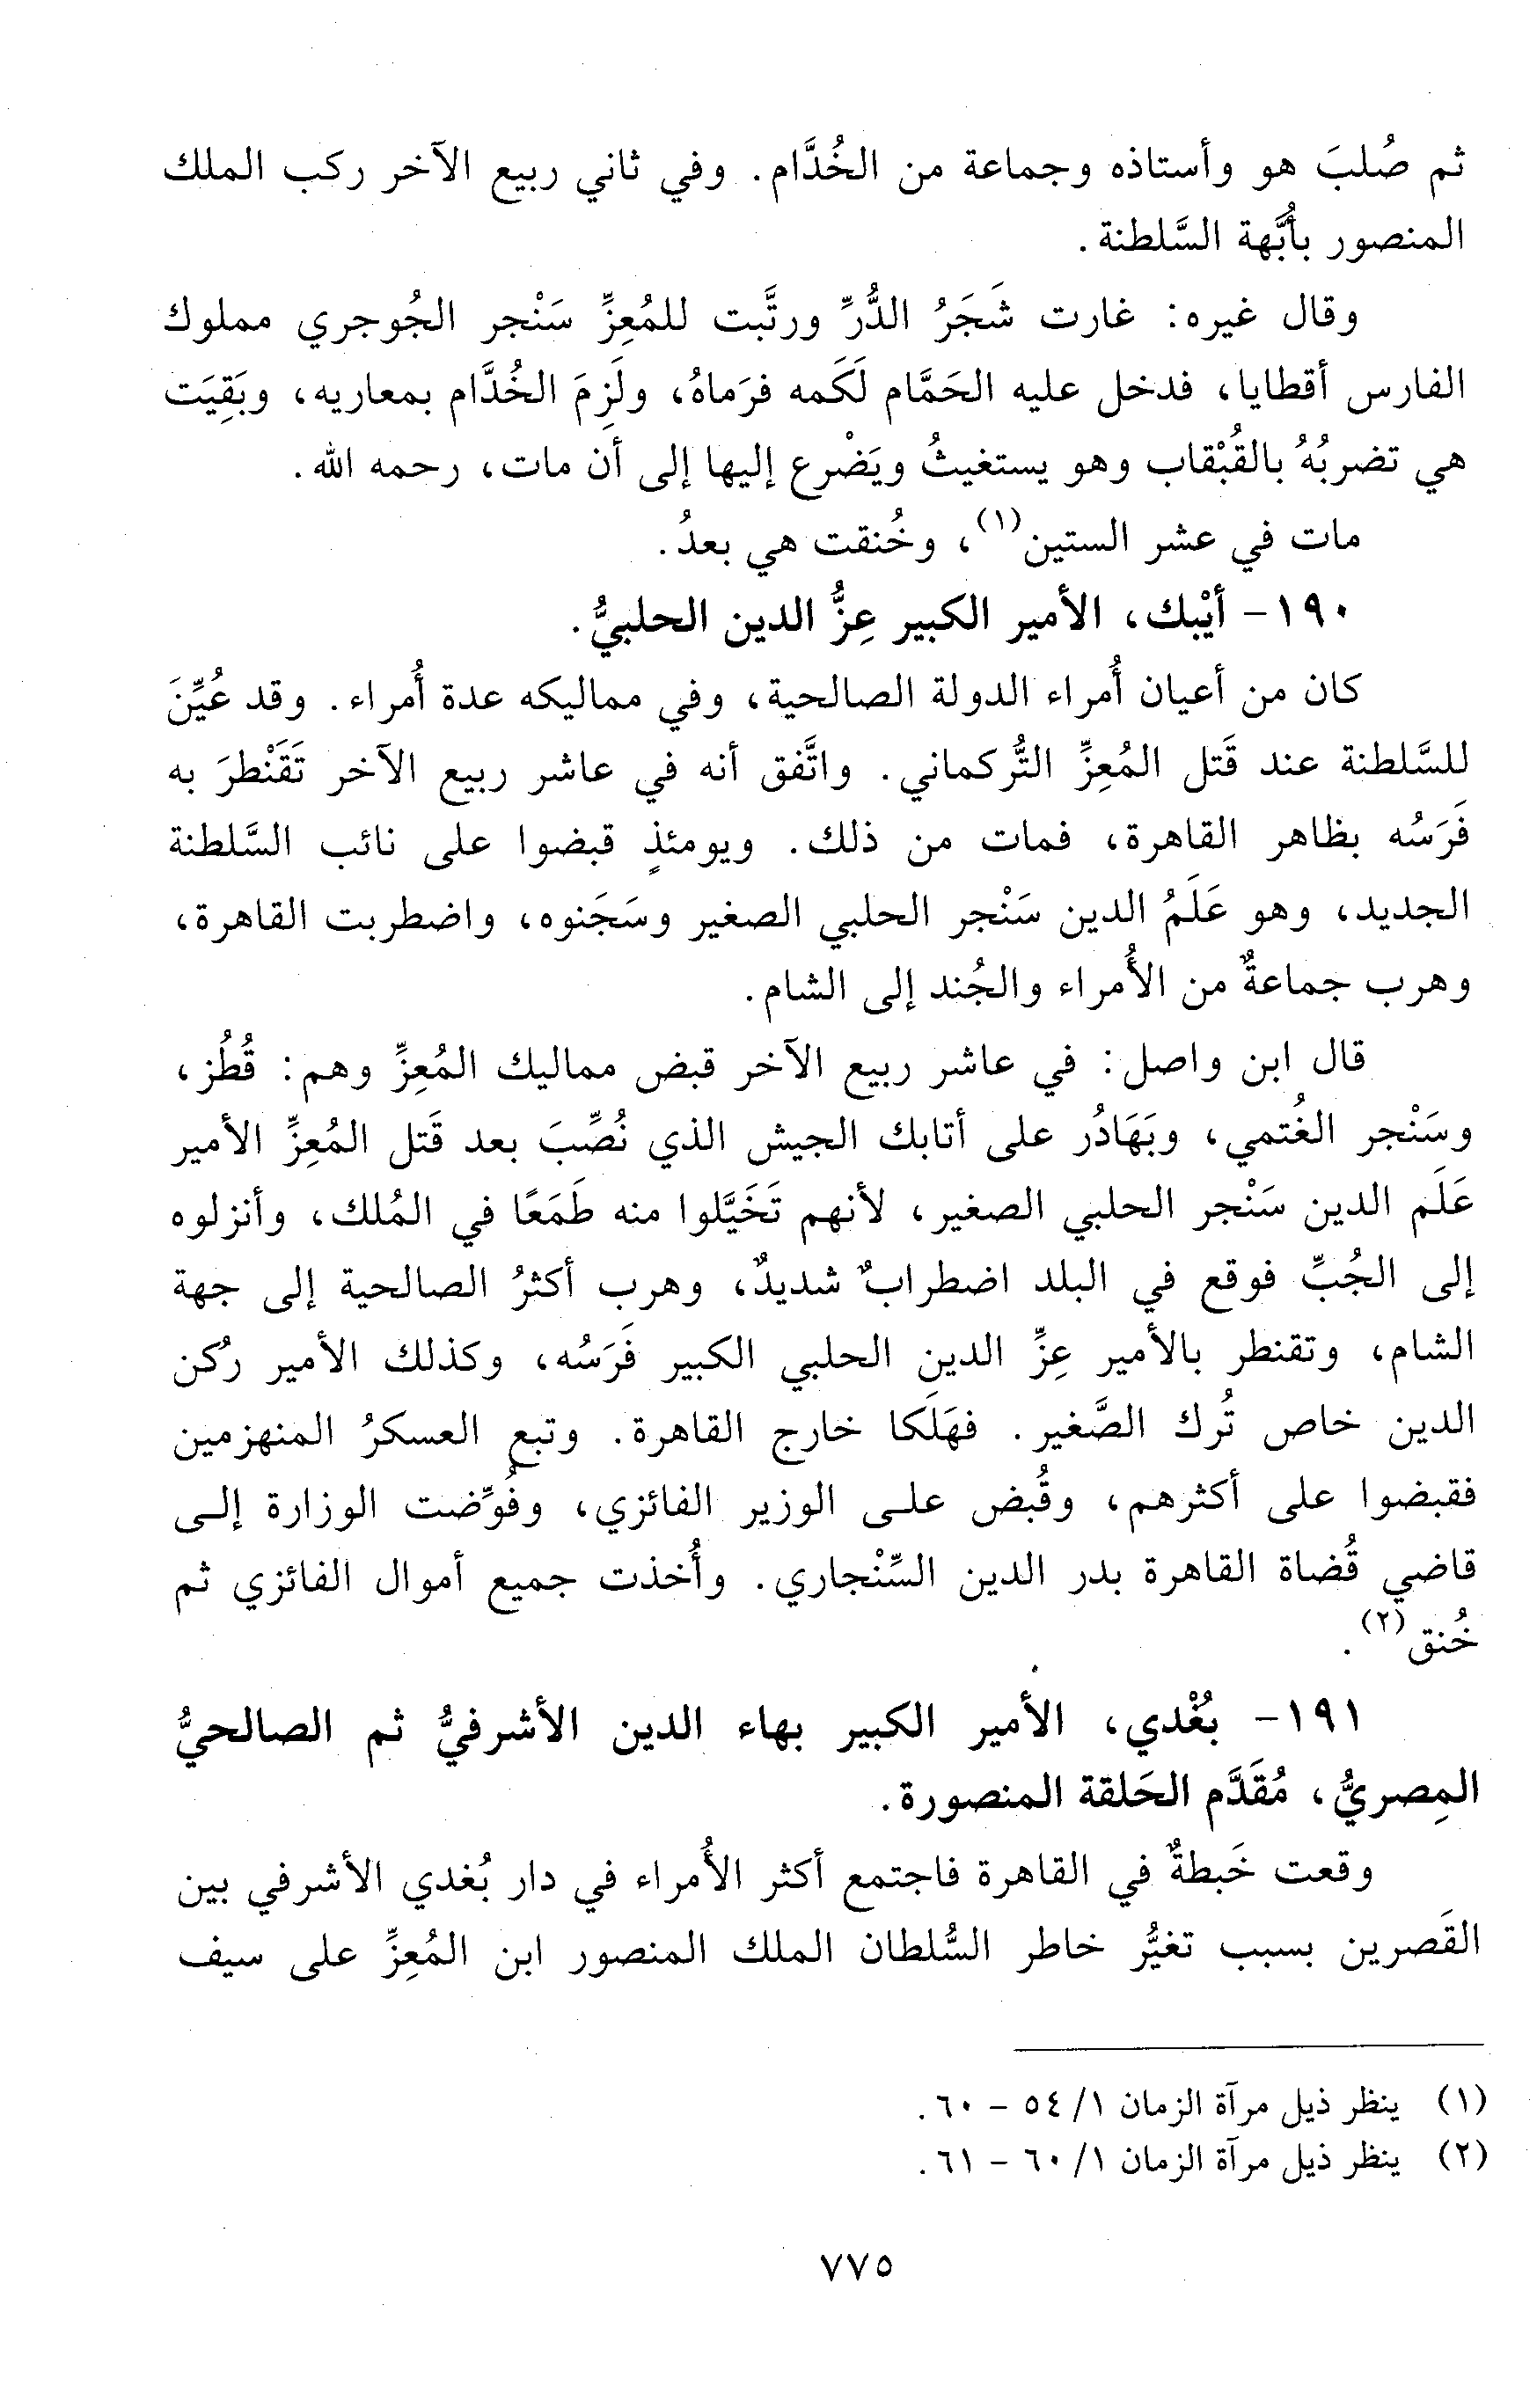 ثم صُلبَ هو وأستاذه وجماعة من الخُدَّام. وفي ثاني ربيع الآخر ركب الملك
المنصور بأُبَّهة السَّلطنة.
وقال غيره: غارت شَجَرُ الدُّرِّ ورتَّبت للمُعِزِّ سَنْجر الجُوجري مملوك
الفارس أقطايا، فدخل عليه الحَمَّام لَكَمه فرَماهُ، ولَزِمَ الخُدَّام بمعاريه، وبَقِيَت
هي تضربُهُ بالقُبْقاب وهو يستغيثُ ويَضْرع إليها إلى أن مات، رحمه الله.
مات في عشر الستين(١)، وخُنقت هي بعدُ.
١٩٠- أيْبك، الأمير الكبير عِزُّ الدين الحلبيُّ.
كان من أعيان أُمراء الدولة الصالحية، وفي مماليكه عدة أُمراء. وقد عُيِّنَ
للسَّلطنة عند قَتل المُعِزِّ التُّركماني. واتَّفق أنه في عاشر ربيع الآخر تَقَنْطرَ به
فَرَسُه بظاهر القاهرة، فمات من ذلك. ويومئذٍ قبضوا على نائب السَّلطنة
الجديد، وهو عَلَمُ الدين سَنْجر الحلبي الصغير وسَجَنوه، واضطربت القاهرة،
وهرب جماعةٌ من الأُمراء والجُند إلى الشام.
قال ابن واصل: في عاشر ربيع الآخر قبض مماليك المُعِزِّ وهم: قُطُز،
وسَنْجر الغُتمي، وبَهَادُر على أتابك الجيش الذي نُصِّبَ بعد قَتل المُعِزِّ الأمير
عَلَم الدين سَنْجر الحلبي الصغير، لأنهم تَخَيَّلوا منه طَمَعًا في المُلك، وأنزلوه
إلى الجُبِّ فوقع في البلد اضطرابٌ شديدٌ، وهرب أكثرُ الصالحية إلى جهة
الشام، وتقنطر بالأمير عِزِّ الدين الحلبي الكبير فَرَسُه، وكذلك الأمير رُكن
الدين خاص تُرك الصَّغير. فهَلَكا خارج القاهرة. وتبع العسكرُ المنهزمين
فقبضوا على أكثرهم، وقُبض على الوزير الفائزي، وفُوِّضت الوزارة إلى
قاضي قُضاة القاهرة بدر الدين السِّنْجاري. وأُخذت جميع أموال الفائزي ثم
خُنق(٢).
١٩١- بُغْدي، الأمير الكبير بهاء الدين الأشرفيُّ ثم الصالحيُّ
المِصريُّ، مُقَدَّم الحَلقة المنصورة.
وقعت خَبطةٌ في القاهرة فاجتمع أكثر الأُمراء في دار بُغدي الأشرفي بين
القَصرين بسبب تغيُّر خاطر السُّلطان الملك المنصور ابن المُعِزِّ على سيف
(١) ينظر ذيل مرآة الزمان ١/ ٥٤ - ٦٠.
(٢) ينظر ذيل مرآة الزمان ١/ ٦٠ - ٦١.
٧٧٥